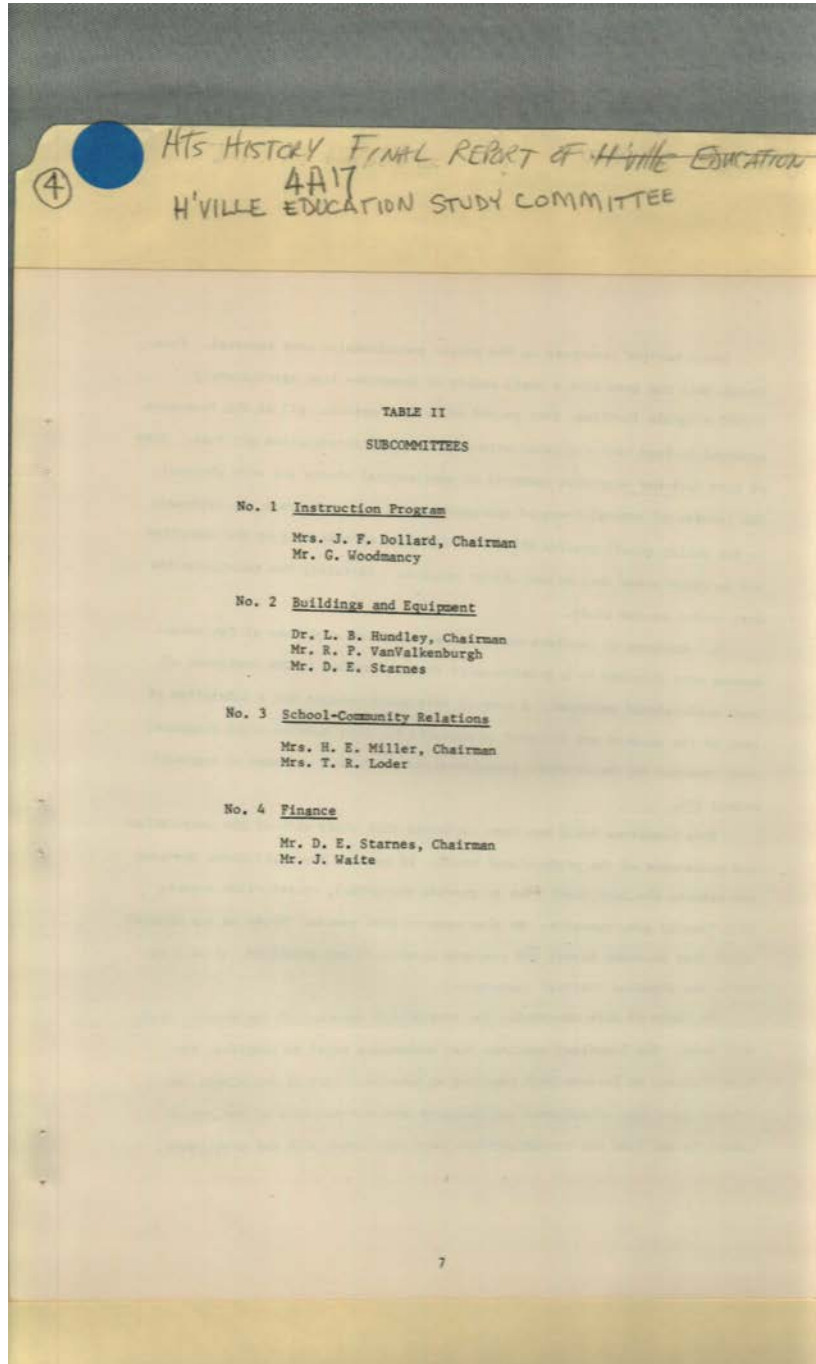 HTS HISTORY FINAL REPORT OF H'ville EDUCATION
④ 4A17
H'VILLE EDUCATION STUDY COMMITTEE
TABLE II
SUBCOMMITTEES
No. 1 Instruction Program
Mrs. J. F. Dollard, Chairman
Mr. G. Woodmancy
No. 2 Buildings and Equipment
Dr. L. B. Hundley, Chairman
Mr. R. P. VanValkenburgh
Mr. D. E. Starnes
No. 3 School-Community Relations
Mrs. H. E. Miller, Chairman
Mrs. T. R. Loder
No. 4 Finance
Mr. D. E. Starnes, Chairman
Mr. J. Waite
7